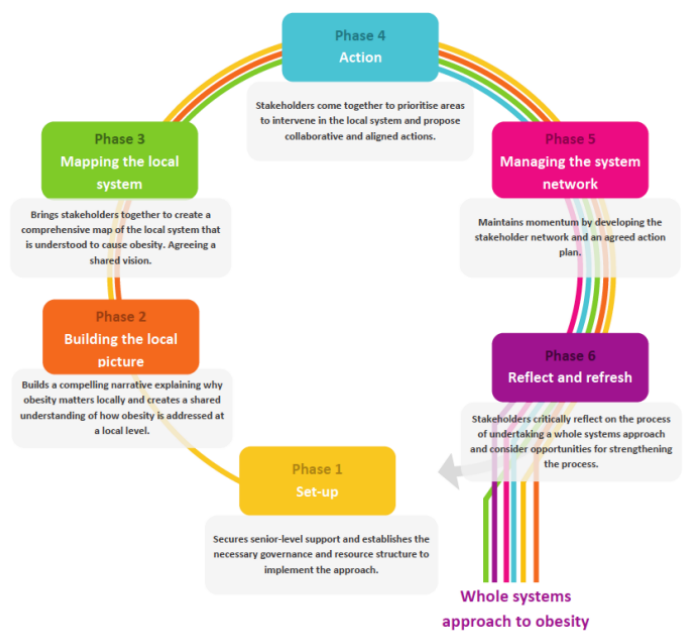 Phase 4
Action
Stakeholders come together to prioritise areas
to intervene in the local system and propose
collaborative and aligned actions.
Phase 3
Mapping the local
system
Brings stakeholders together to create a
comprehensive map of the local system that
is understood to cause obesity. Agreeing a
shared vision.
Phase 5
Managing the system
network
Maintains momentum by developing the
stakeholder network and an agreed action
plan.
Phase 2
Building the local
picture
Builds a compelling narrative explaining why
obesity matters locally and creates a shared
understanding of how obesity is addressed at
a local level.
Phase 6
Reflect and refresh
Stakeholders critically reflect on the process
of undertaking a whole systems approach
and consider opportunities for strengthening
the process.
Phase 1
Set-up
Secures senior-level support and establishes the
necessary governance and resource structure to
implement the approach.
Whole systems
approach to obesity